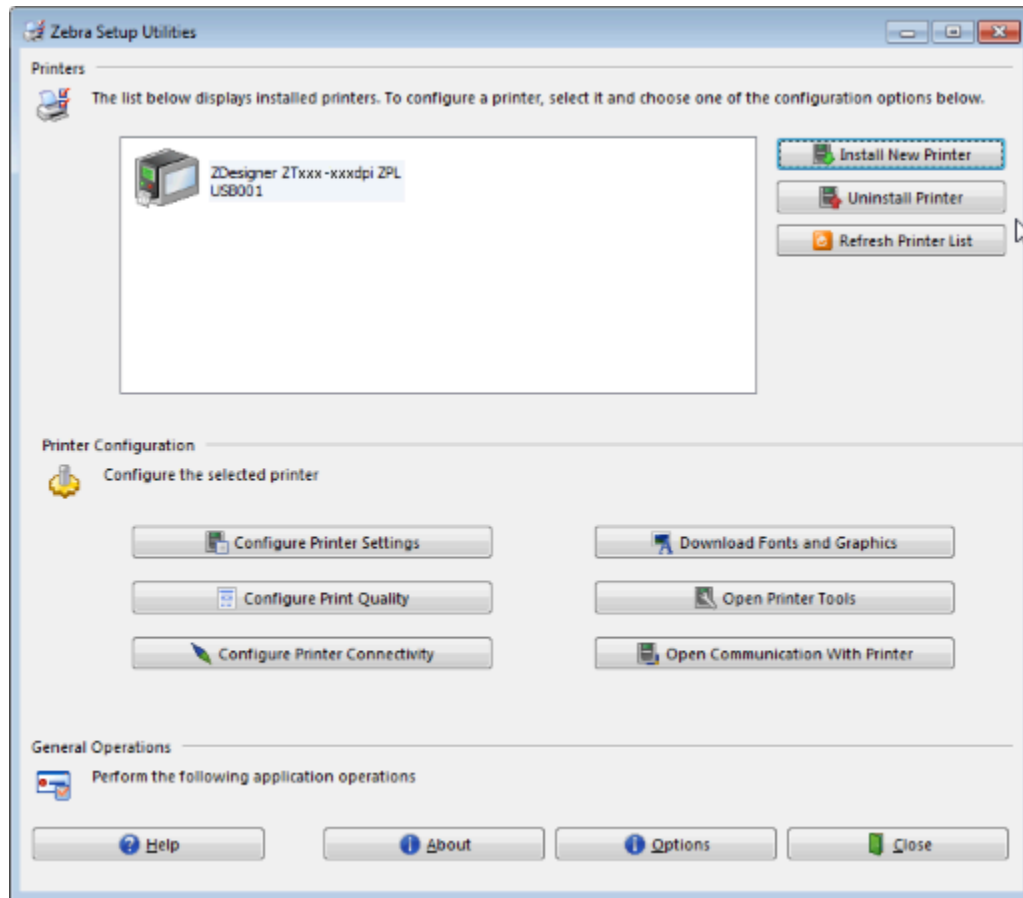 Zebra Setup Utilities
Printers
The list below displays installed printers. To configure a printer, select it and choose one of the configuration options below.
ZDesigner ZTxxx-xxxdpi ZPL
USB001
Install New Printer
Uninstall Printer
Refresh Printer List
Printer Configuration
Configure the selected printer
Configure Printer Settings
Download Fonts and Graphics
Configure Print Quality
Open Printer Tools
Configure Printer Connectivity
Open Communication With Printer
General Operations
Perform the following application operations
Help
About
Options
Close